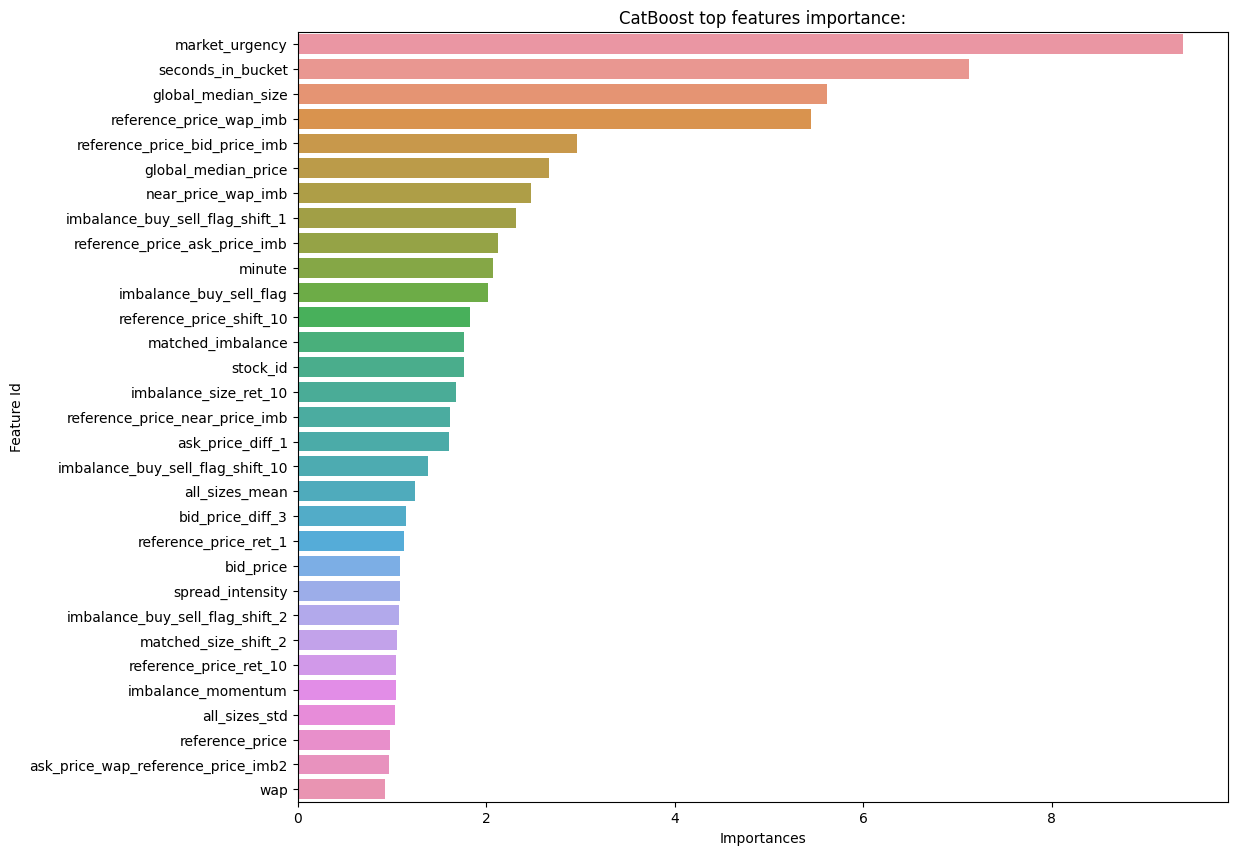 CatBoost top features importance:
market_urgency
seconds_in_bucket
global_median_size
reference_price_wap_imb
reference_price_bid_price_imb
global_median_price
near_price_wap_imb
imbalance_buy_sell_flag_shift_1
reference_price_ask_price_imb
minute
imbalance_buy_sell_flag
reference_price_shift_10
matched_imbalance
stock_id
imbalance_size_ret_10
reference_price_near_price_imb
ask_price_diff_1
imbalance_buy_sell_flag_shift_10
all_sizes_mean
bid_price_diff_3
reference_price_ret_1
bid_price
spread_intensity
imbalance_buy_sell_flag_shift_2
matched_size_shift_2
reference_price_ret_10
imbalance_momentum
all_sizes_std
reference_price
ask_price_wap_reference_price_imb2
wap
Feature Id
0 2 4 6 8
Importances